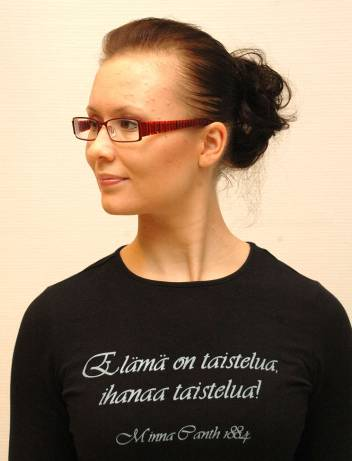 Elämä on taistelua,
ihanaa taistelua!
Minna Canth 1884